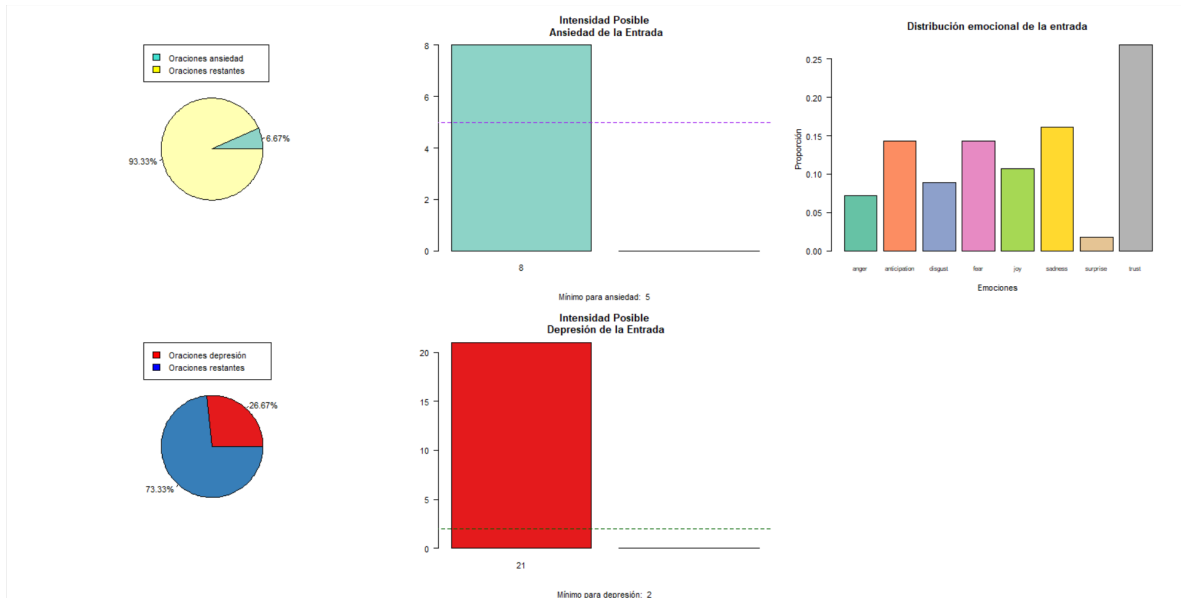 Oraciones ansiedad
Oraciones restantes
6.67%
93.33%
Intensidad Posible
Ansiedad de la Entrada
8
6
4
2
0
8
Mínimo para ansiedad: 5
Distribución emocional de la entrada
Proporción
0.25
0.20
0.15
0.10
0.05
0.00
anger
anticipation
disgust
fear
joy
sadness
surprise
trust
Emociones
Oraciones depresión
Oraciones restantes
26.67%
73.33%
Intensidad Posible
Depresión de la Entrada
20
15
10
5
0
21
Mínimo para depresión: 2